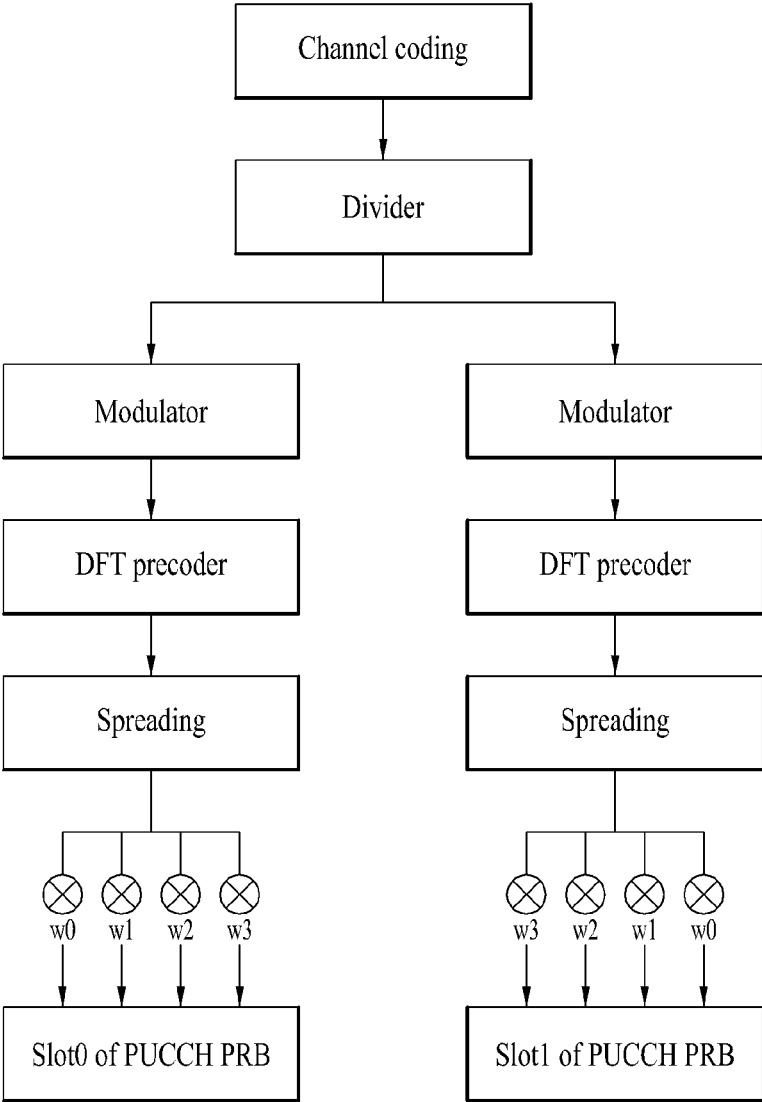 Channel coding
Divider
Modulator Modulator
DFT precoder DFT precoder
Spreading Spreading
w0 w1 w2 w3 w3 w2 w1 w0
Slot0 of PUCCH PRB Slot1 of PUCCH PRB